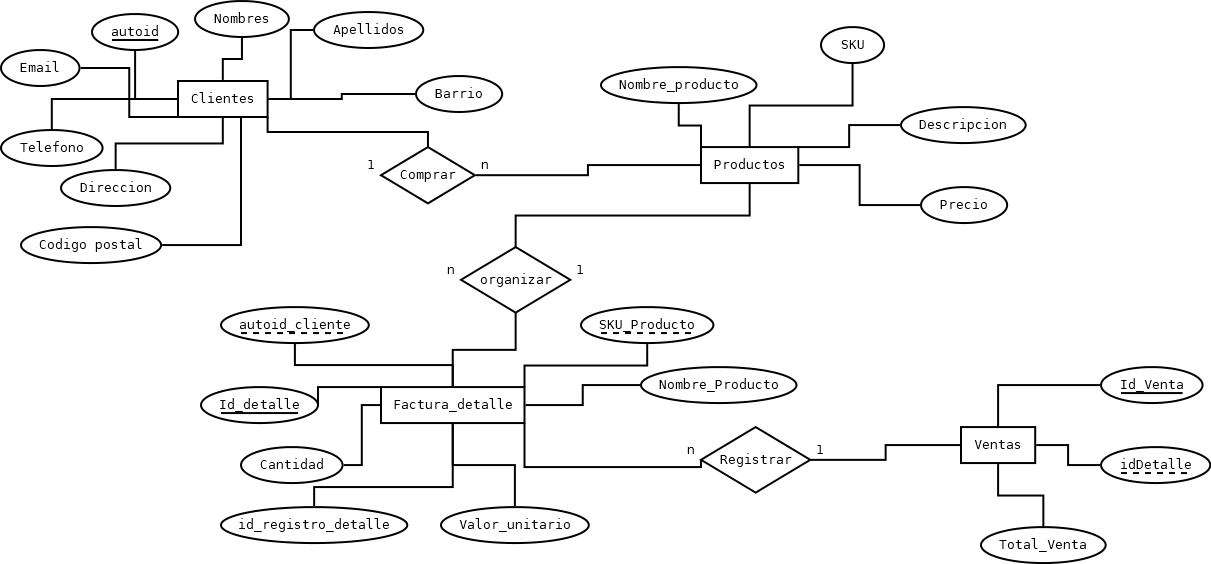 Nombres
autoid
Apellidos
SKU
Email
Nombre_producto
Clientes
Barrio
Descripcion
Telefono
1
n
Productos
Comprar
Direccion
Precio
Codigo postal
n
1
organizar
autoid_cliente
SKU_Producto
Nombre_Producto
Id_Venta
Id_detalle
Factura_detalle
Ventas
n
1
Registrar
Cantidad
idDetalle
id_registro_detalle
Valor_unitario
Total_Venta